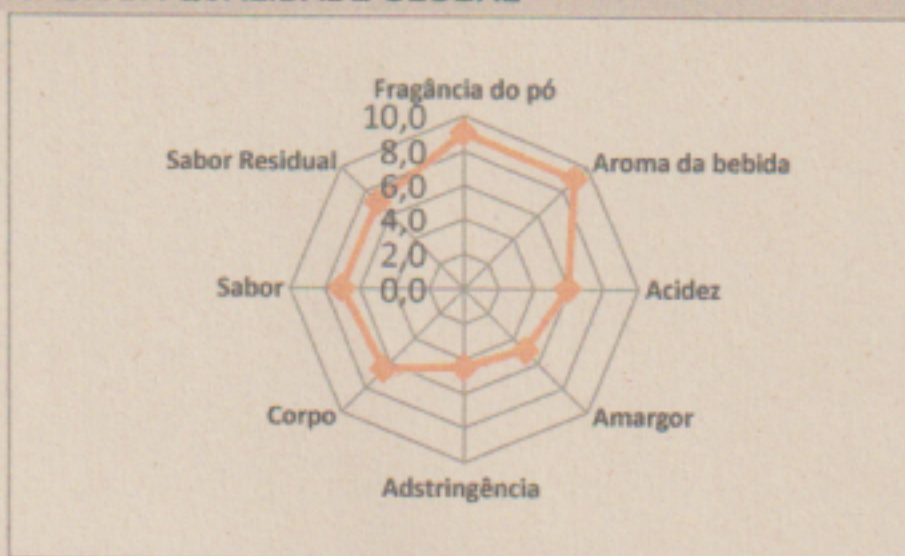 Fragância do pó
10,0
Aroma da bebida
8,0
Sabor Residual
6,0
4,0
2,0
Sabor
0,0
Acidez
Corpo
Amargor
Adstringência